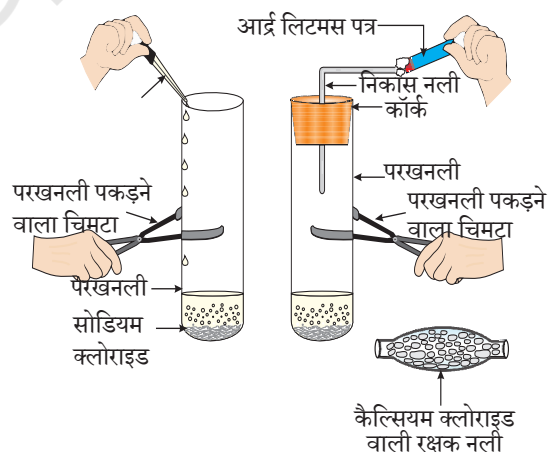 आर्द्र लिटमस पत्र
निकास नली
कॉर्क
परखनली
परखनली पकड़ने
वाला चिमटा
परखनली पकड़ने
वाला चिमटा
परखनली
सोडियम
क्लोराइड
कैल्सियम क्लोराइड
वाली रक्षक नली